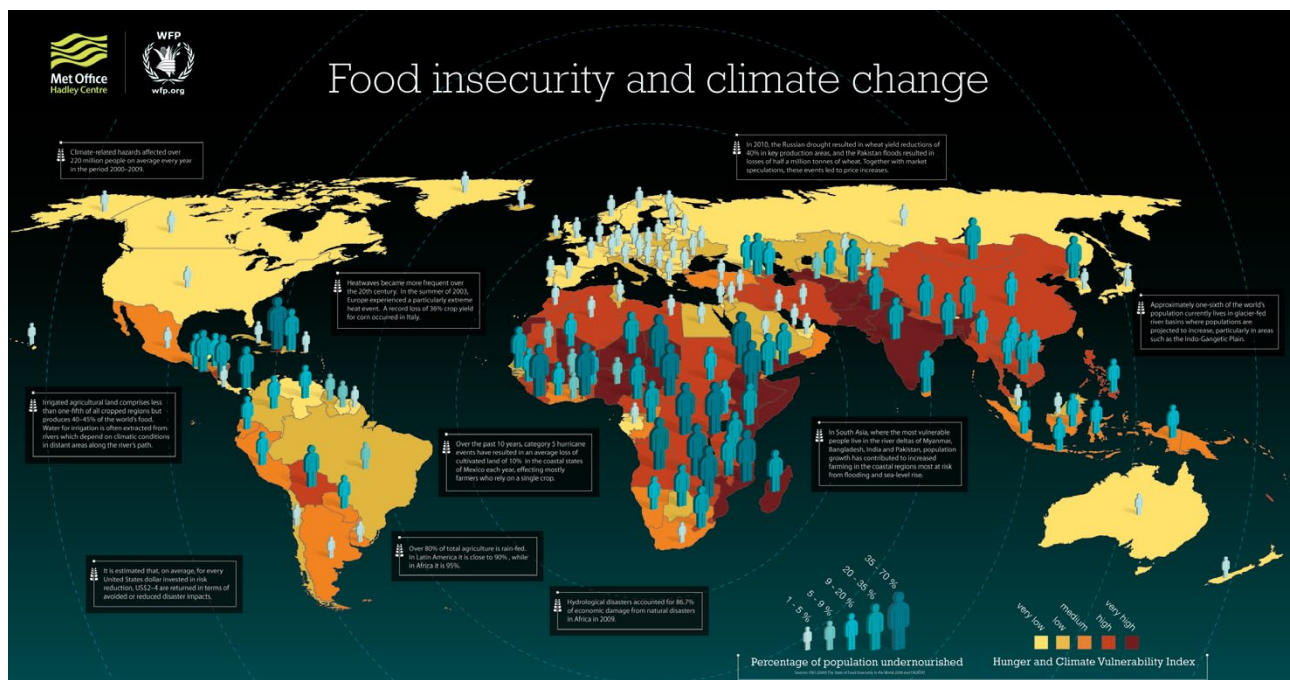 Met Office
Hadley Centre
WFP
wfp.org
Food insecurity and climate change
Climate-related hazards affected over
220 million people on average every year
in the period 2000–2009.
In 2010, the Russian drought resulted in wheat yield reductions of
40% in key production areas, and the Pakistan floods resulted in
losses of half a million tonnes of wheat. Together with market
speculations, these events led to price increases.
Heatwaves became more frequent over
the 20th century. In the summer of 2003,
Europe experienced a particularly extreme
heat event. A record loss of 36% crop yield
for corn occurred in Italy.
Approximately one-sixth of the world's
population currently lives in glacier-fed
river basins where populations are
projected to increase, particularly in areas
such as the Indo-Gangetic Plain.
Irrigated agricultural land comprises less
than one-fifth of all cropped regions but
produces 40–45% of the world's food.
Water for irrigation is often extracted from
rivers which depend on climatic conditions
in distant areas along the river's path.
Over the past 10 years, category 5 hurricane
events have resulted in an average loss of
cultivated land of 10% in the coastal states
of Mexico each year, effecting mostly
farmers who rely on a single crop.
In South Asia, where the most vulnerable
people live in the river deltas of Myanmar,
Bangladesh, India and Pakistan, population
growth has contributed to increased
farming in the coastal regions most at risk
from flooding and sea-level rise.
It is estimated that, on average, for every
United States dollar invested in risk
reduction, US$2–4 are returned in terms of
avoided or reduced disaster impacts.
Over 80% of total agriculture is rain-fed.
In Latin America it is close to 90% , while
in Africa it is 95%.
Hydrological disasters accounted for 86.7%
of economic damage from natural disasters
in Africa in 2009.
1 - 5 %
5 - 9 %
9 - 20 %
20 - 35 %
35 - 70 %
Percentage of population undernourished
very low
low
medium
high
very high
Hunger and Climate Vulnerability Index